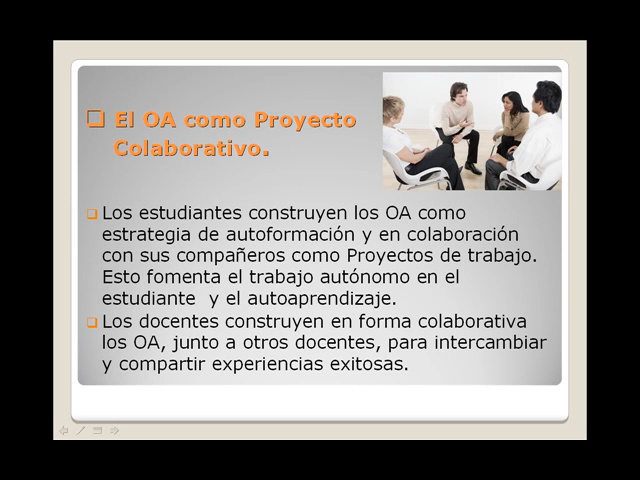 El OA como Proyecto
Colaborativo.
Los estudiantes construyen los OA como
estrategia de autoformación y en colaboración
con sus compañeros como Proyectos de trabajo.
Esto fomenta el trabajo autónomo en el
estudiante y el autoaprendizaje.
Los docentes construyen en forma colaborativa
los OA, junto a otros docentes, para intercambiar
y compartir experiencias exitosas.